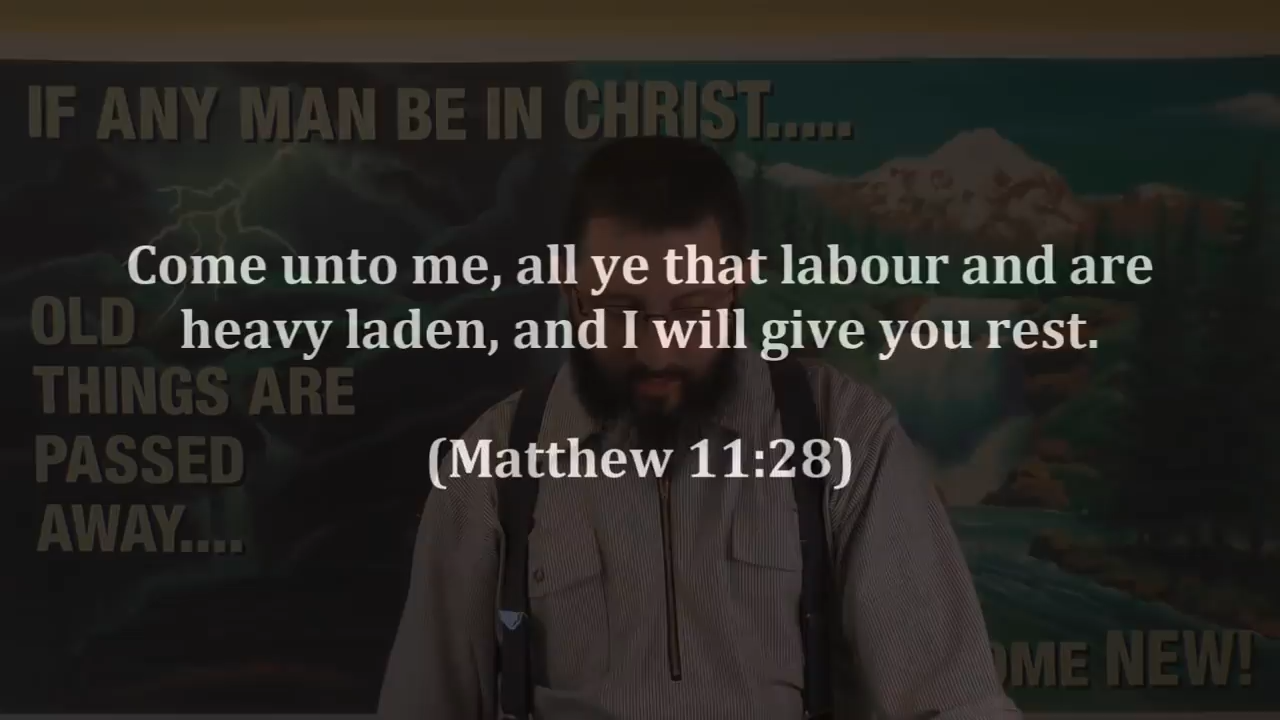 IF ANY MAN BE IN CHRIST.....
Come unto me, all ye that labour and are
heavy laden, and I will give you rest.
(Matthew 11:28)
OLD
THINGS ARE
PASSED
AWAY....
NEW!